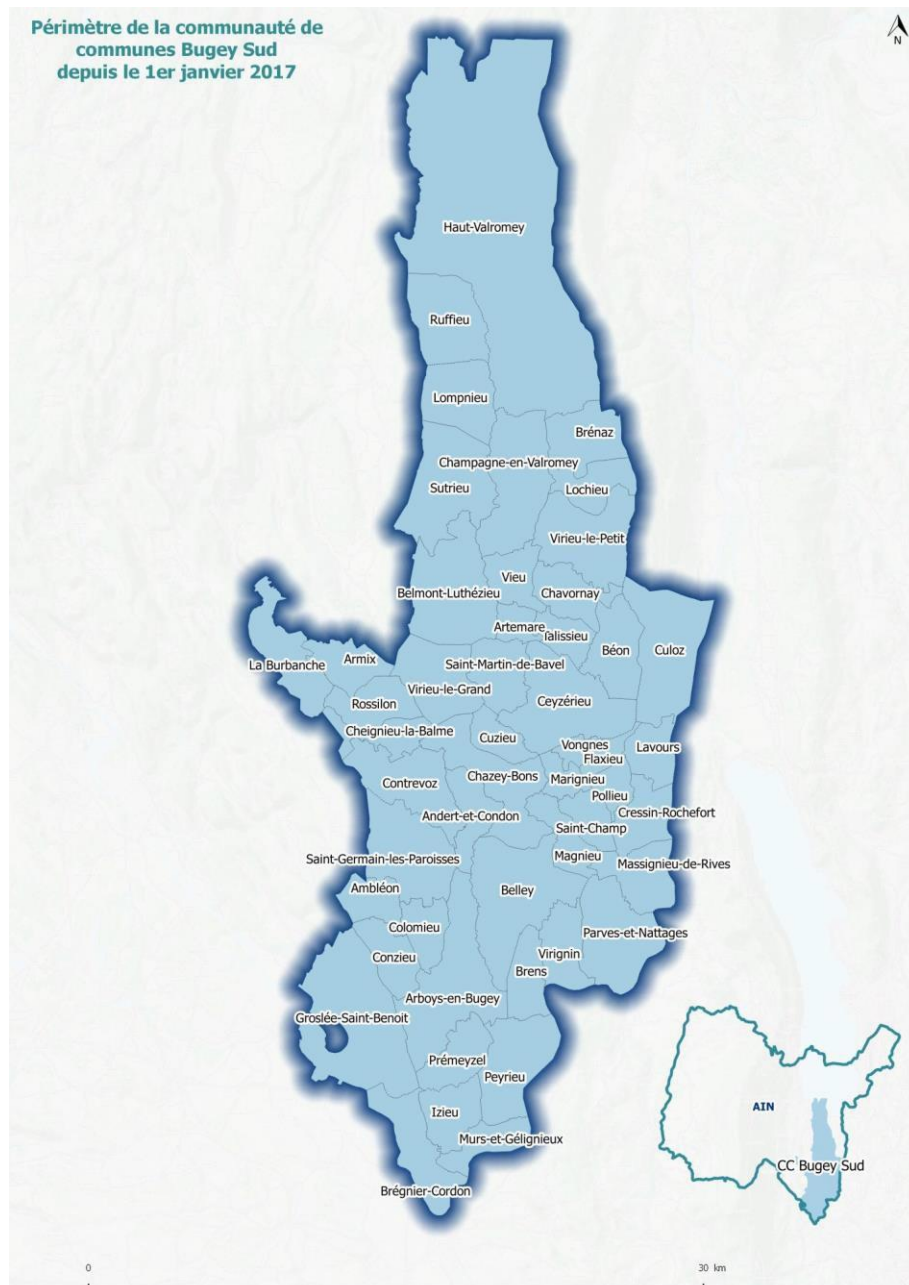 Périmètre de la communauté de
communes Bugey Sud
depuis le 1er janvier 2017
N
Haut-Valromey
Ruffieu
Lompnieu
Brénaz
Champagne-en-Valromey
Sutrieu
Lochieu
Virieu-le-Petit
Vieu
Belmont-Luthézieu
Chavornay
Artemare
Talissieu
Béon
Culoz
La Burbanche
Armix
Saint-Martin-de-Bavel
Virieu-le-Grand
Rossilon
Ceyzérieu
Cheignieu-la-Balme
Cuzieu
Vongnes
Lavours
Flaxieu
Contrevoz
Chazey-Bons
Marignieu
Pollieu
Andert-et-Condon
Cressin-Rochefort
Saint-Champ
Saint-Germain-les-Paroisses
Magnieu
Massignieu-de-Rives
Ambléon
Belley
Colomieu
Parves-et-Nattages
Conzieu
Virignin
Brens
Arboys-en-Bugey
Groslée-Saint-Benoit
Prémeyzel
Peyrieu
Izieu
Murs-et-Gélignieux
Brégnier-Cordon
AIN
CC Bugey Sud
0
30 km